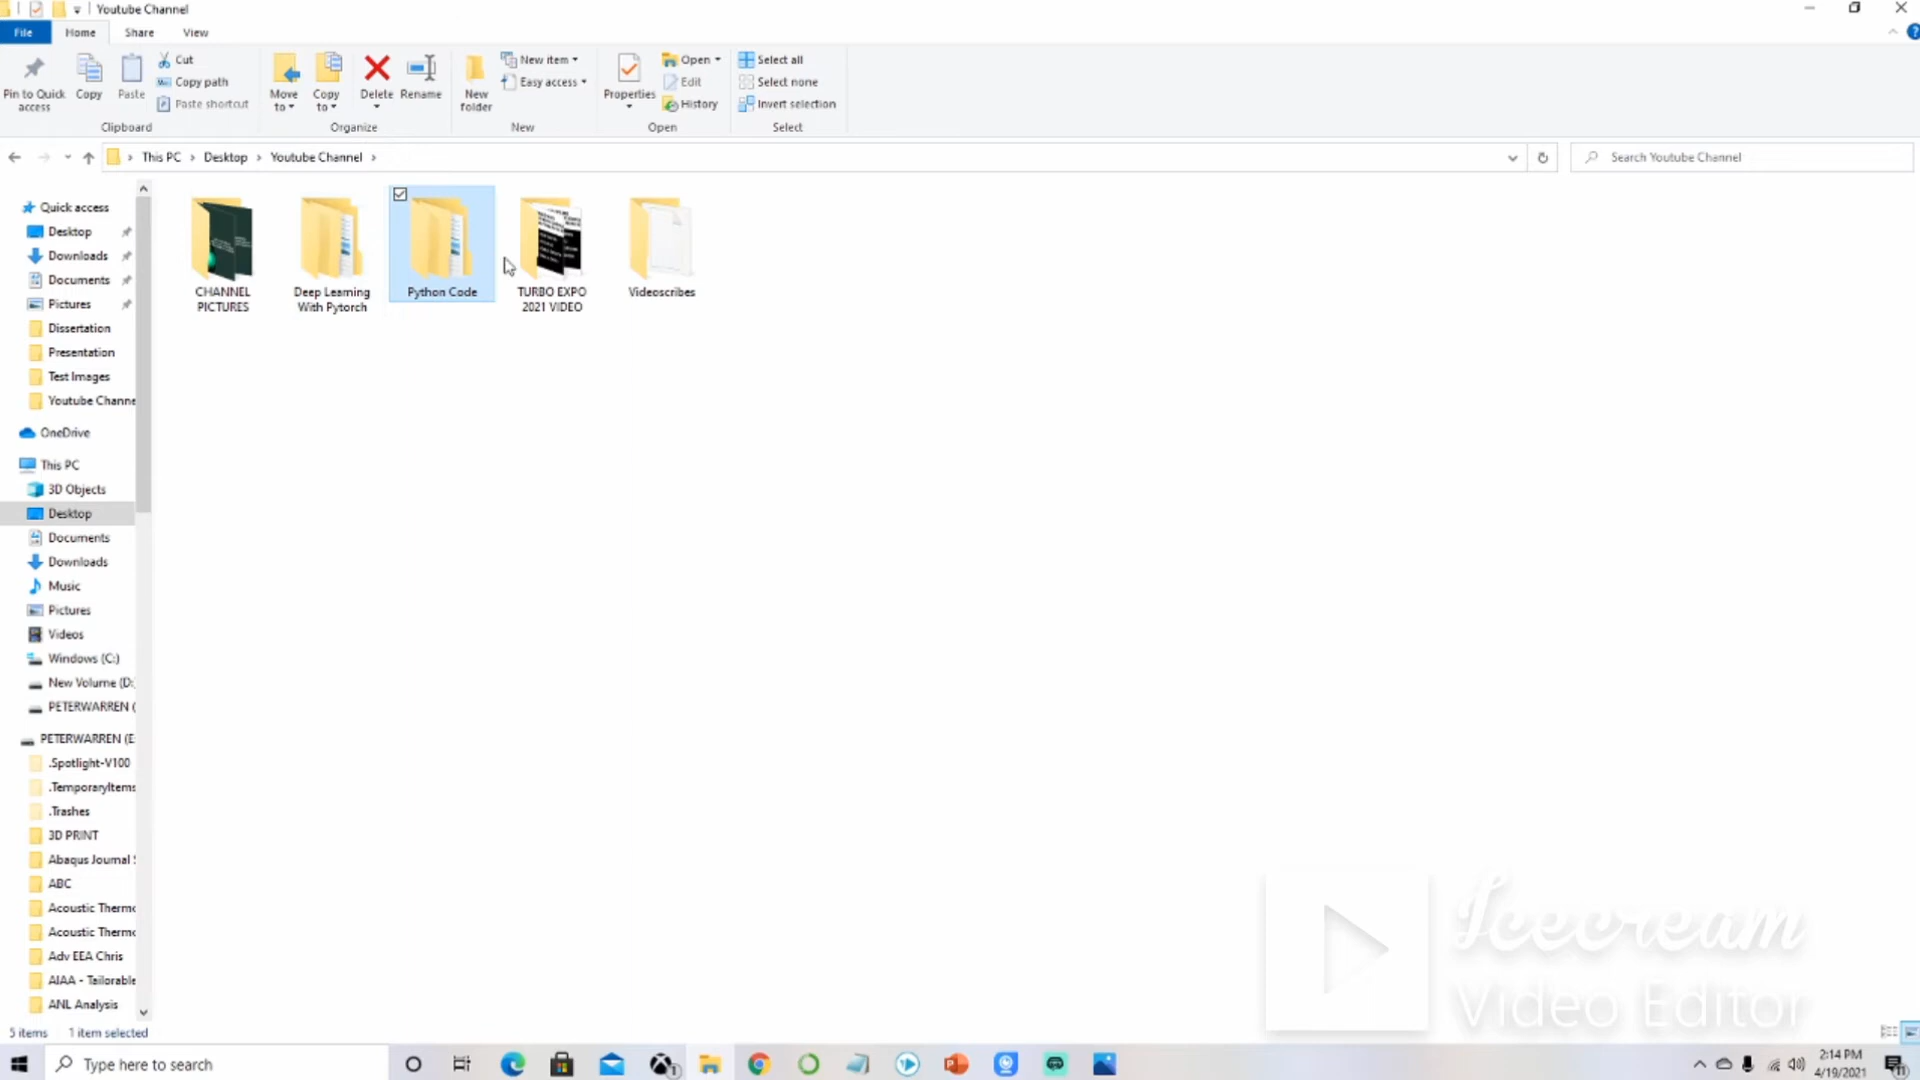 Youtube Channel
File Home Share View
Pin to Quick access
Copy
Paste
Cut
Copy path
Paste shortcut
Clipboard
Move to
Copy to
Delete
Rename
Organize
New folder
New item
Easy access
New
Properties
Open
Edit
History
Open
Select all
Select none
Invert selection
Select
This PC > Desktop > Youtube Channel >
Search Youtube Channel
Quick access
Desktop
Downloads
Documents
Pictures
Dissertation
Presentation
Test Images
Youtube Channe
OneDrive
This PC
3D Objects
Desktop
Documents
Downloads
Music
Pictures
Videos
Windows (C:)
New Volume (D:
PETERWARREN (
PETERWARREN (E
.Spotlight-V100
.TemporaryItems
.Trashes
3D PRINT
Abaqus Journal
ABC
Acoustic Thermo
Acoustic Thermo
Adv EEA Chris
AIAA - Tailorable
ANL Analysis
CHANNEL
PICTURES
Deep Learning
With Pytorch
Python Code
TURBO EXPO
2021 VIDEO
Videoscribes
Icecream
Video Editor
5 items 1 item selected
Type here to search
2:14 PM
4/19/2021